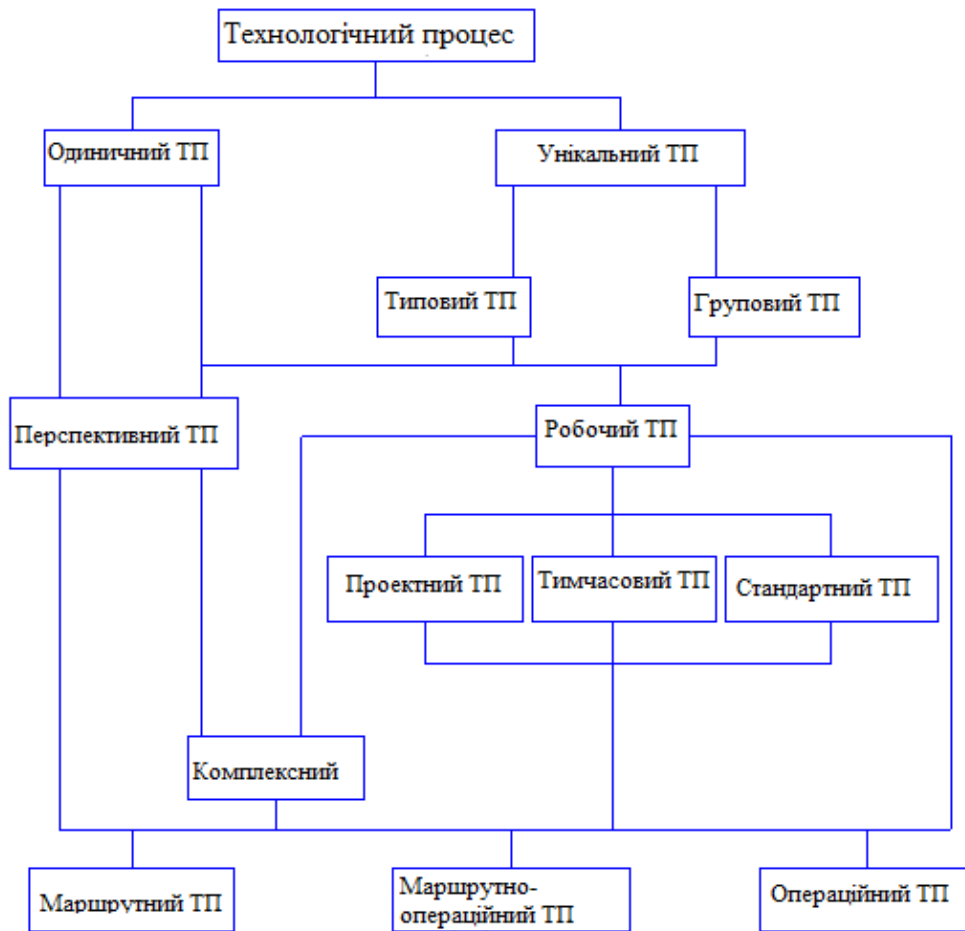 Технологічний процес
Одиничний ТП
Унікальний ТП
Типовий ТП
Груповий ТП
Перспективний ТП
Робочий ТП
Проектний ТП
Тимчасовий ТП
Стандартний ТП
Комплексний
Маршрутний ТП
Маршрутно-
операційний ТП
Операційний ТП